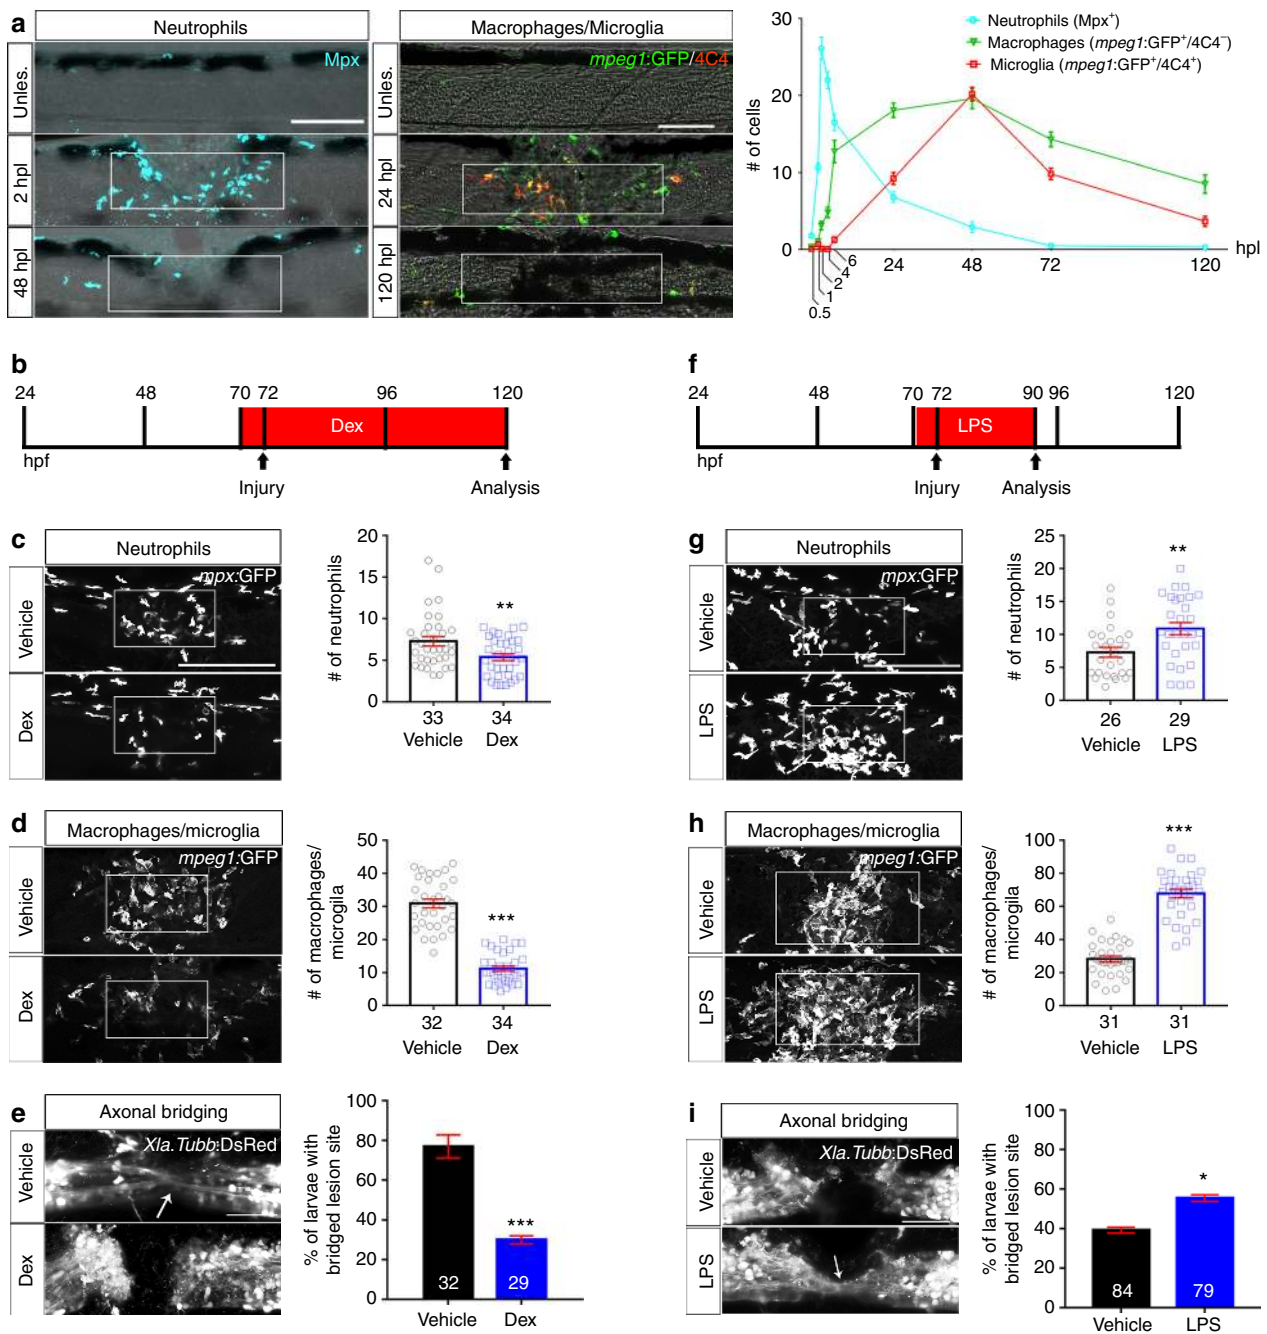 a
Neutrophils
Macrophages/Microglia
Unles.
Mpx
mpeg1:GFP/4C4
2 hpl
24 hpl
48 hpl
120 hpl
# of cells
30
20
10
0
Neutrophils (Mpx⁺)
Macrophages (mpeg1:GFP⁺/4C4⁻)
Microglia (mpeg1:GFP⁺/4C4⁺)
0.5
1
2
4
6
24
48
72
120
hpl
b
24
48
70
72
96
120
Dex
hpf
Injury
Analysis
f
24
48
70
72
90
96
120
LPS
hpf
Injury
Analysis
c
Neutrophils
mpx:GFP
Vehicle
Dex
# of neutrophils
20
15
10
5
0
**
33
34
Vehicle
Dex
g
Neutrophils
mpx:GFP
Vehicle
LPS
# of neutrophils
25
20
15
10
5
0
**
26
29
Vehicle
LPS
d
Macrophages/microglia
mpeg1:GFP
Vehicle
Dex
# of macrophages/
microgila
50
40
30
20
10
0
***
32
34
Vehicle
Dex
h
Macrophages/microglia
mpeg1:GFP
Vehicle
LPS
# of macrophages/
microglia
100
80
60
40
20
0
***
31
31
Vehicle
LPS
e
Axonal bridging
Xla.Tubb:DsRed
Vehicle
Dex
% of larvae with
bridged lesion site
100
80
60
40
20
0
***
32
29
Vehicle
Dex
i
Axonal bridging
Xla.Tubb:DsRed
Vehicle
LPS
% of larvae with
bridged lesion site
100
80
60
40
20
0
*
84
79
Vehicle
LPS